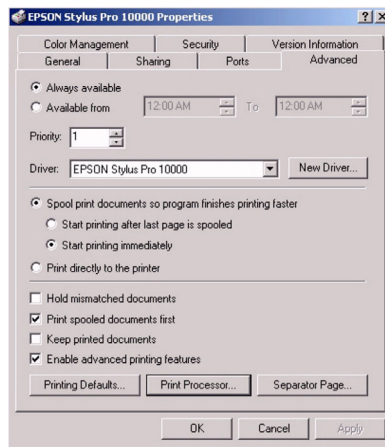 EPSON Stylus Pro 10000 Properties
Color Management Security Version Information
General Sharing Ports Advanced
Always available
Available from 12:00 AM To 12:00 AM
Priority: 1
Driver: EPSON Stylus Pro 10000 New Driver...
Spool print documents so program finishes printing faster
Start printing after last page is spooled
Start printing immediately
Print directly to the printer
Hold mismatched documents
Print spooled documents first
Keep printed documents
Enable advanced printing features
Printing Defaults... Print Processor... Separator Page...
OK Cancel Apply